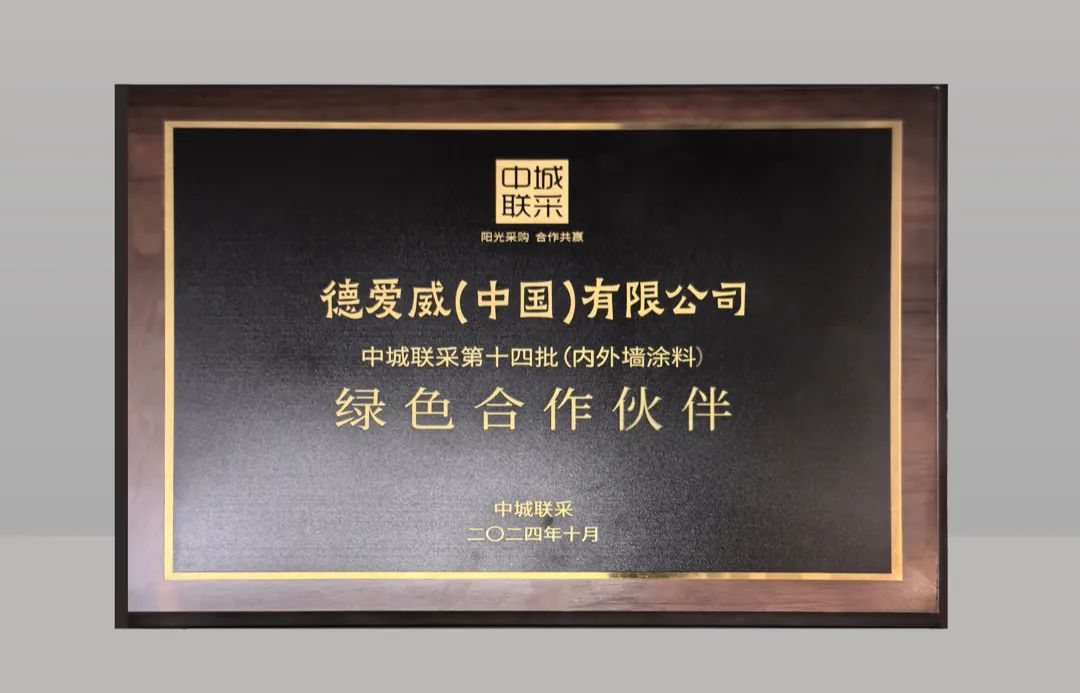 中城
联采
阳光采购 合作共赢
德爱威(中国)有限公司
中城联采第十四批(内外墙涂料)
绿色合作伙伴
中城联采
二〇二四年十月